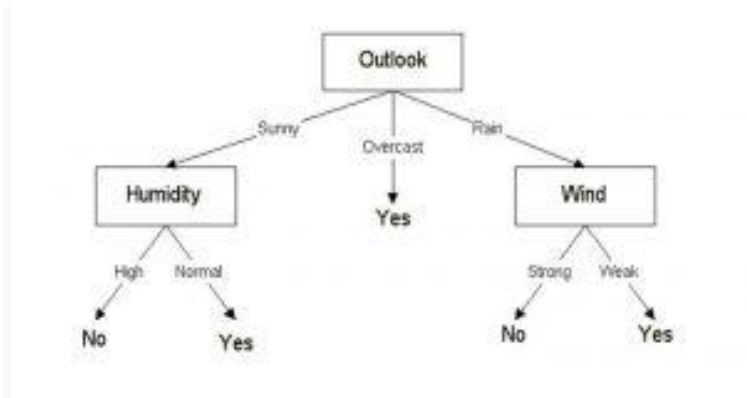 Outlook
Sunny
Overcast
Rain
Humidity
Yes
Wind
High
Normal
Strong
Weak
No
Yes
No
Yes